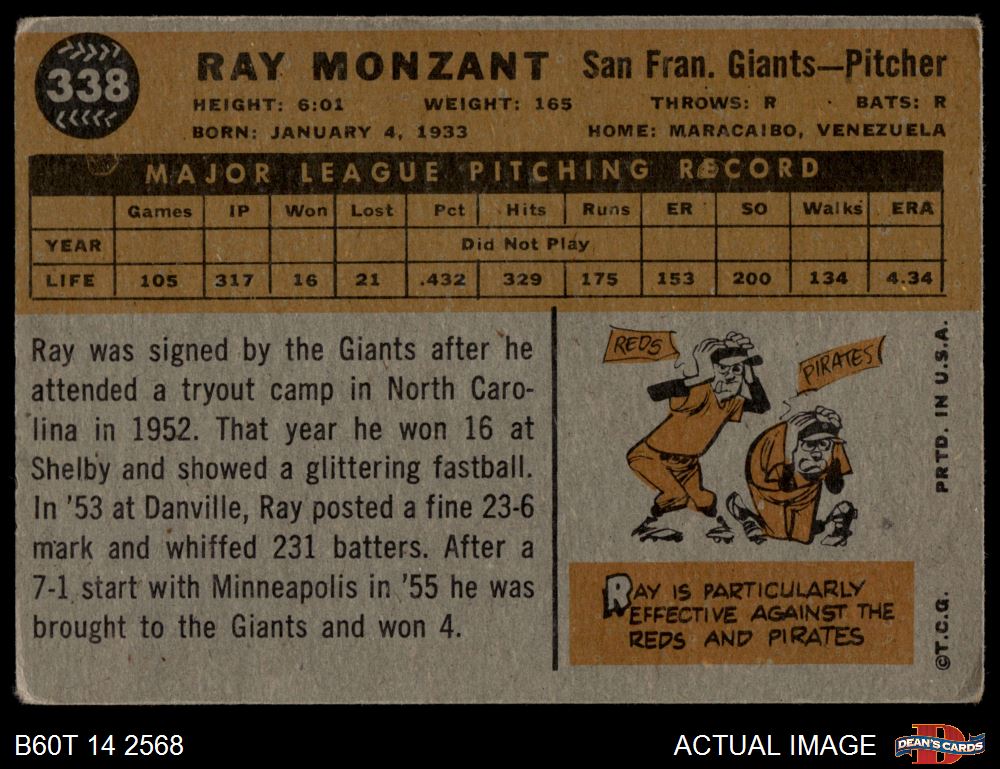 338
RAY MONZANT San Fran. Giants—Pitcher
HEIGHT: 6:01 WEIGHT: 165 THROWS: R BATS: R
BORN: JANUARY 4, 1933 HOME: MARACAIBO, VENEZUELA
MAJOR LEAGUE PITCHING RECORD
Games IP Won Lost Pct Hits Runs ER SO Walks ERA
YEAR Did Not Play
LIFE 105 317 16 21 .432 329 175 153 200 134 4.34
Ray was signed by the Giants after he
attended a tryout camp in North Caro-
lina in 1952. That year he won 16 at
Shelby and showed a glittering fastball.
In '53 at Danville, Ray posted a fine 23-6
mark and whiffed 231 batters. After a
7-1 start with Minneapolis in '55 he was
brought to the Giants and won 4.
REDS
PIRATES
RAY IS PARTICULARLY
EFFECTIVE AGAINST THE
REDS AND PIRATES
©T.C.G. PRTD. IN U.S.A.
B60T 14 2568
ACTUAL IMAGE
D
DEAN'S CARDS